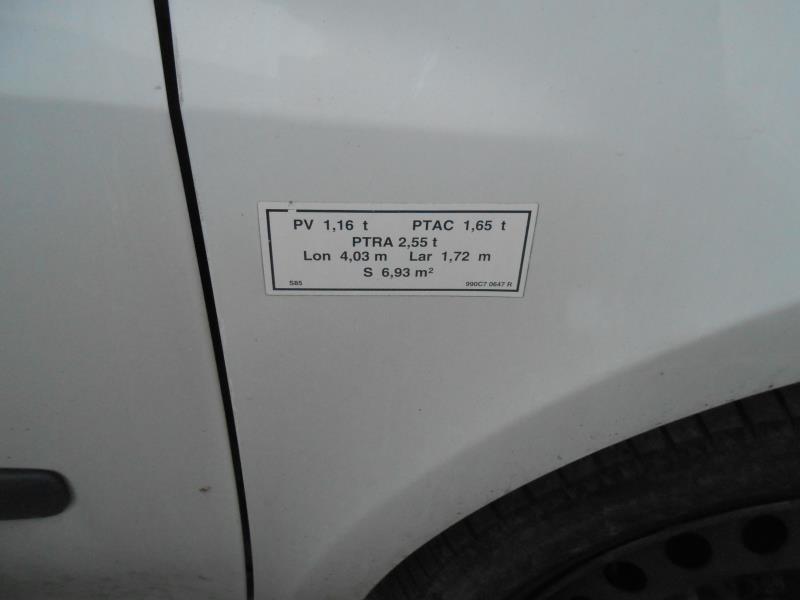 PV 1,16 t PTAC 1,65 t
PTRA 2,55 t
Lon 4,03 m Lar 1,72 m
S 6,93 m²
S85 990C7 0647 R